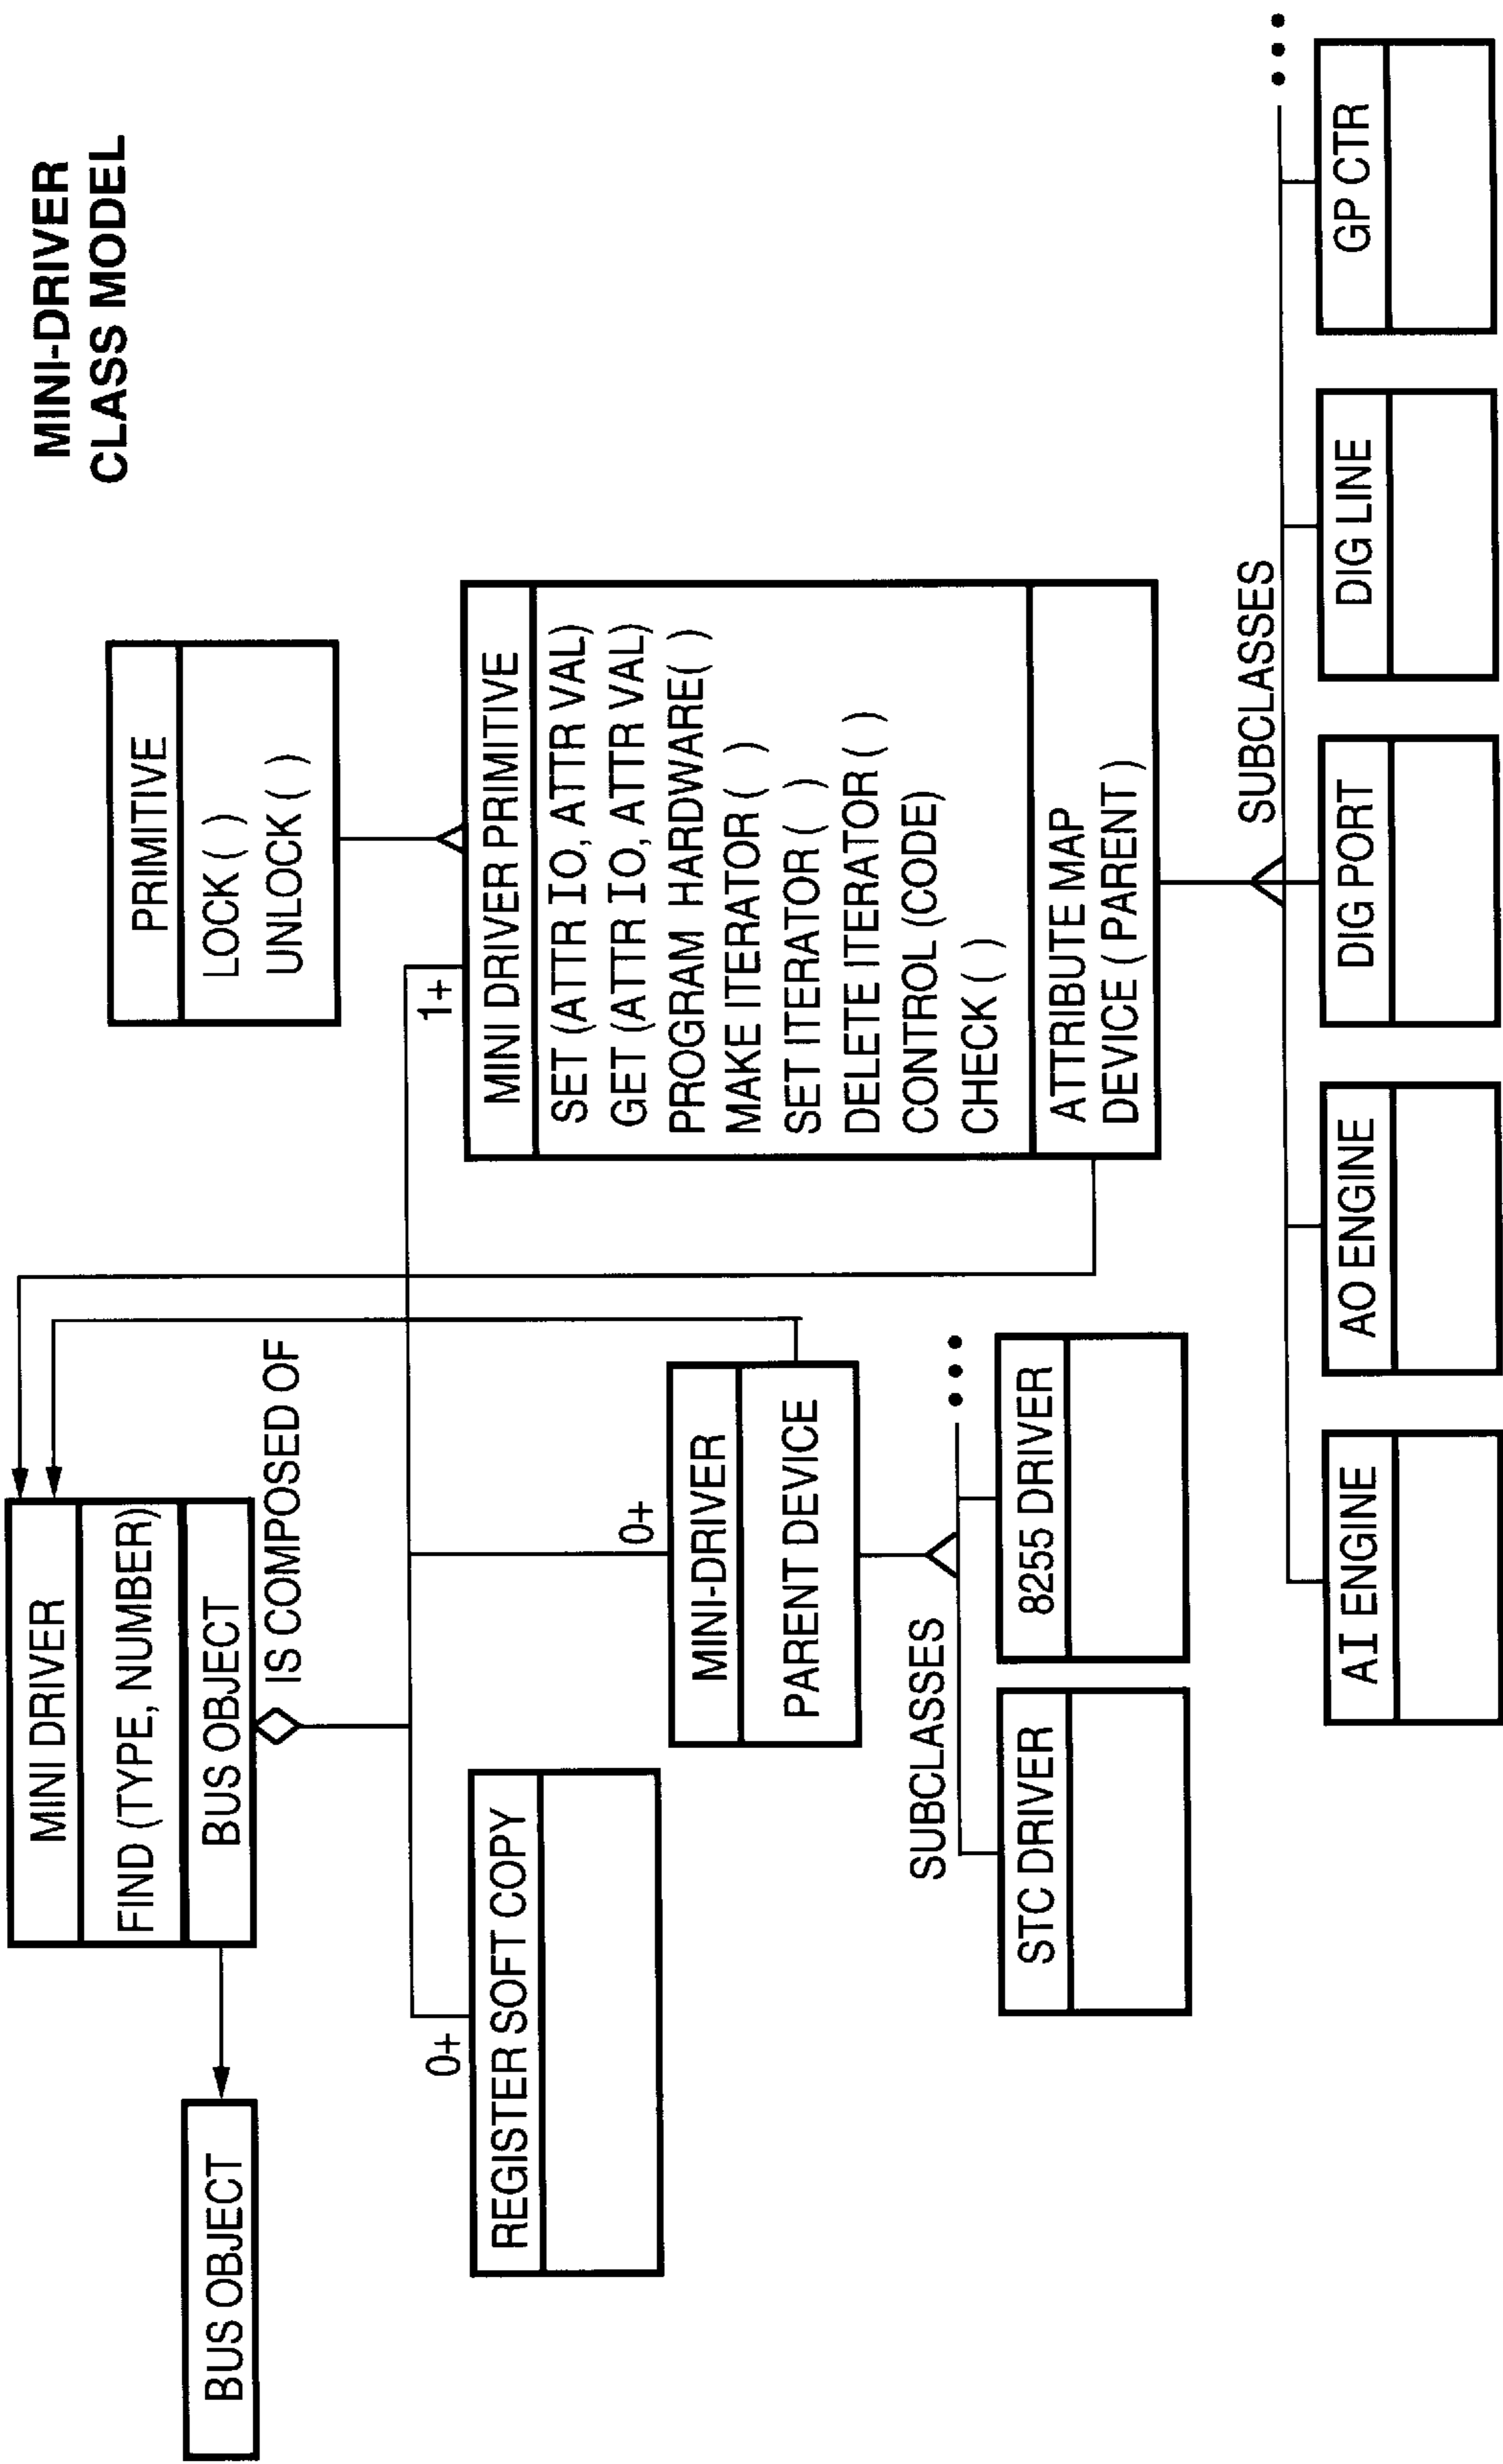 MINI-DRIVER
CLASS MODEL
BUS OBJECT
MINI DRIVER
FIND (TYPE, NUMBER)
BUS OBJECT
IS COMPOSED OF
PRIMITIVE
LOCK ( )
UNLOCK ( )
0+
REGISTER SOFT COPY
0+
MINI-DRIVER
PARENT DEVICE
1+
MINI DRIVER PRIMITIVE
SET (ATTR IO, ATTR VAL)
GET (ATTR IO, ATTR VAL)
PROGRAM HARDWARE( )
MAKE ITERATOR ( )
SET ITERATOR ( )
DELETE ITERATOR ( )
CONTROL (CODE)
CHECK ( )
ATTRIBUTE MAP
DEVICE ( PARENT )
SUBCLASSES
STC DRIVER
8255 DRIVER
• • •
SUBCLASSES
AI ENGINE
AO ENGINE
DIG PORT
DIG LINE
GP CTR
• • •